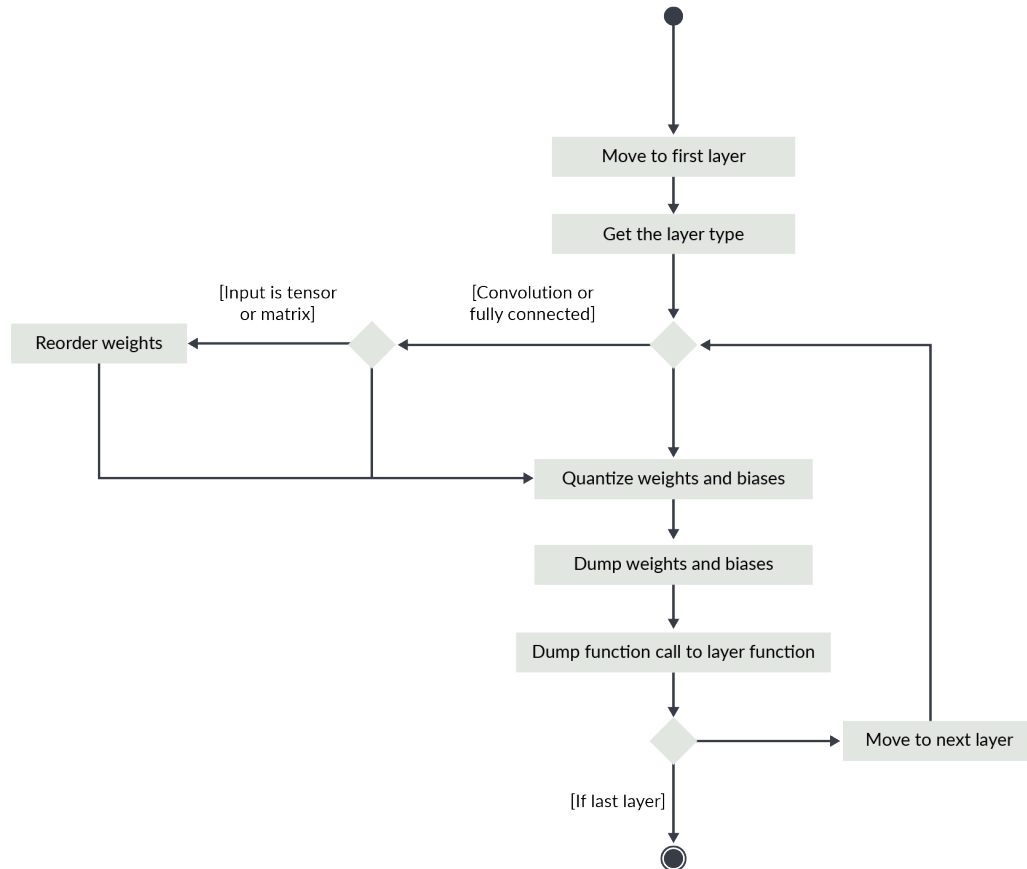 Move to first layer
Get the layer type
[Input is tensor
or matrix]
[Convolution or
fully connected]
Reorder weights
Quantize weights and biases
Dump weights and biases
Dump function call to layer function
Move to next layer
[If last layer]